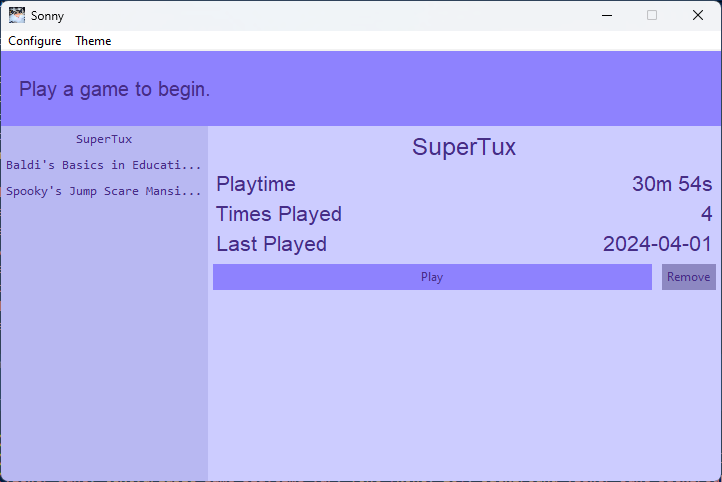 Sonny
Configure Theme
Play a game to begin.
SuperTux
Baldi's Basics in Educati...
Spooky's Jump Scare Mansi...
SuperTux
Playtime 30m 54s
Times Played 4
Last Played 2024-04-01
Play Remove